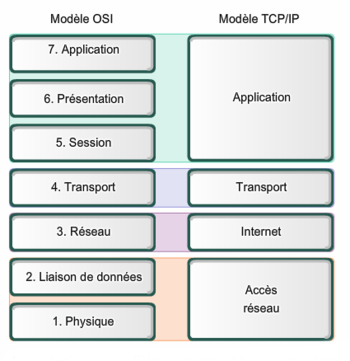 Modèle OSI
Modèle TCP/IP
7. Application
6. Présentation
5. Session
Application
4. Transport
Transport
3. Réseau
Internet
2. Liaison de données
1. Physique
Accès
réseau